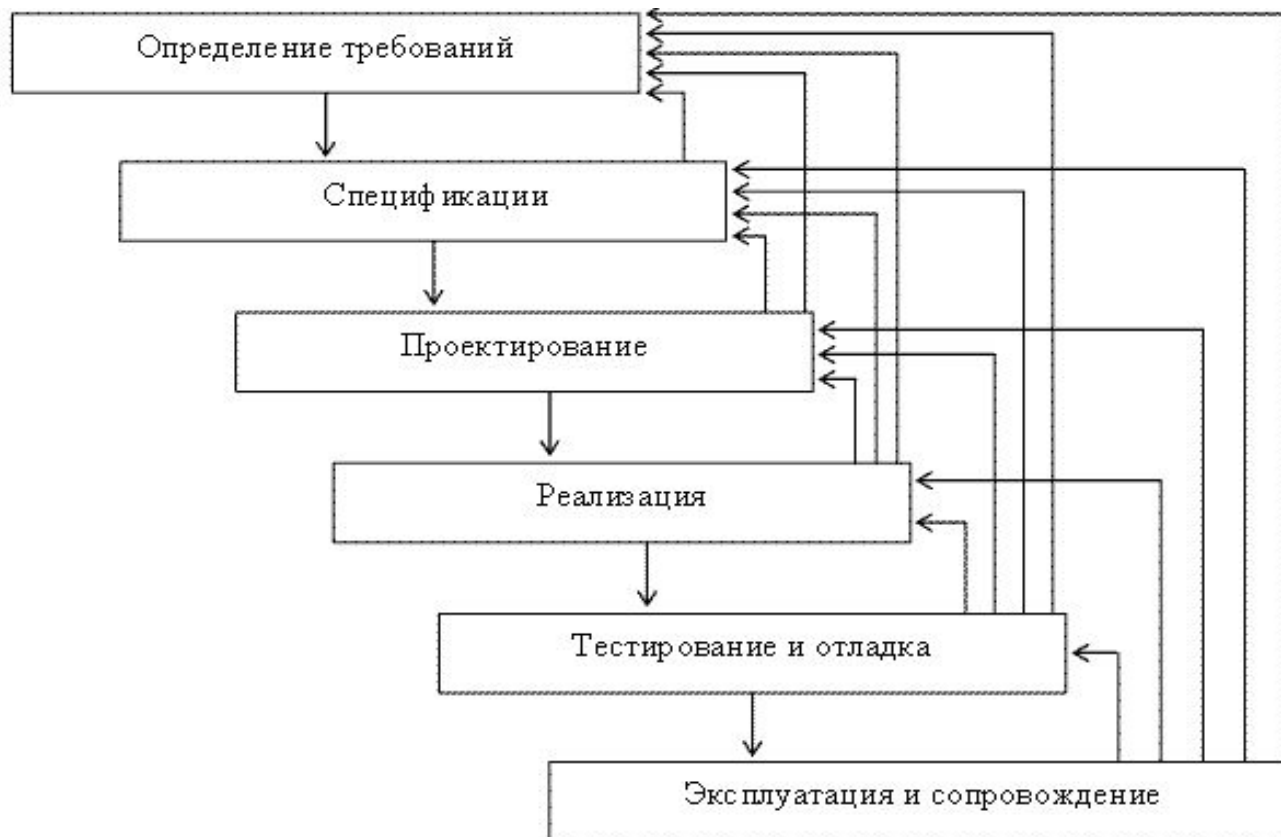 Определение требований
Спецификации
Проектирование
Реализация
Тестирование и отладка
Эксплуатация и сопровождение